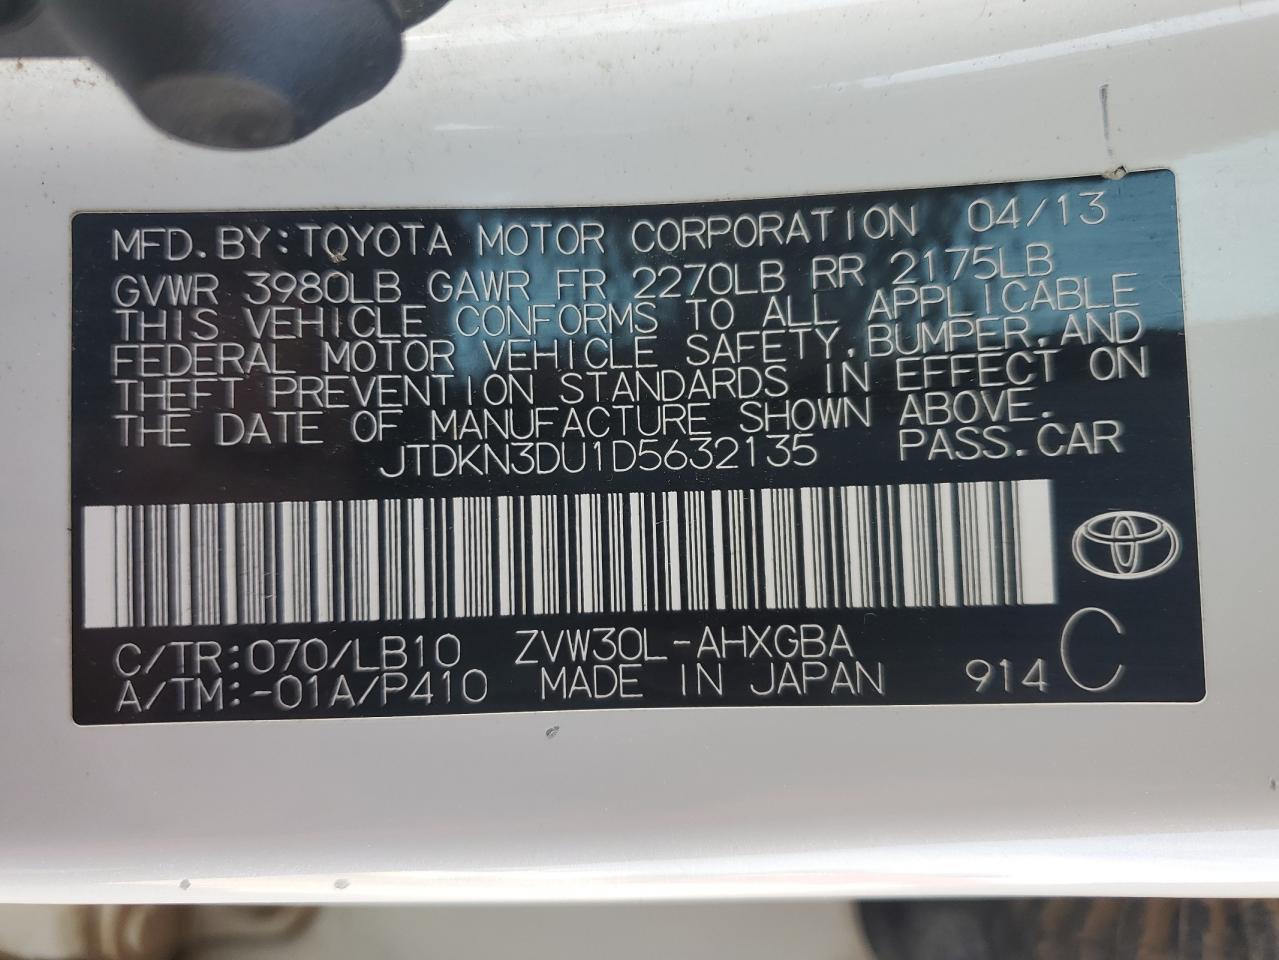 MFD.BY:TOYOTA MOTOR CORPORATION 04/13
GVWR 3980LB GAWR FR 2270LB RR 2175LB
THIS VEHICLE CONFORMS TO ALL APPLICABLE
FEDERAL MOTOR VEHICLE SAFETY,BUMPER,AND
THEFT PREVENTION STANDARDS IN EFFECT ON
THE DATE OF MANUFACTURE SHOWN ABOVE.
JTDKN3DU1D5632135 PASS.CAR
C/TR:070/LB10 ZVW30L-AHXGBA
A/TM:-01A/P410 MADE IN JAPAN 914 C